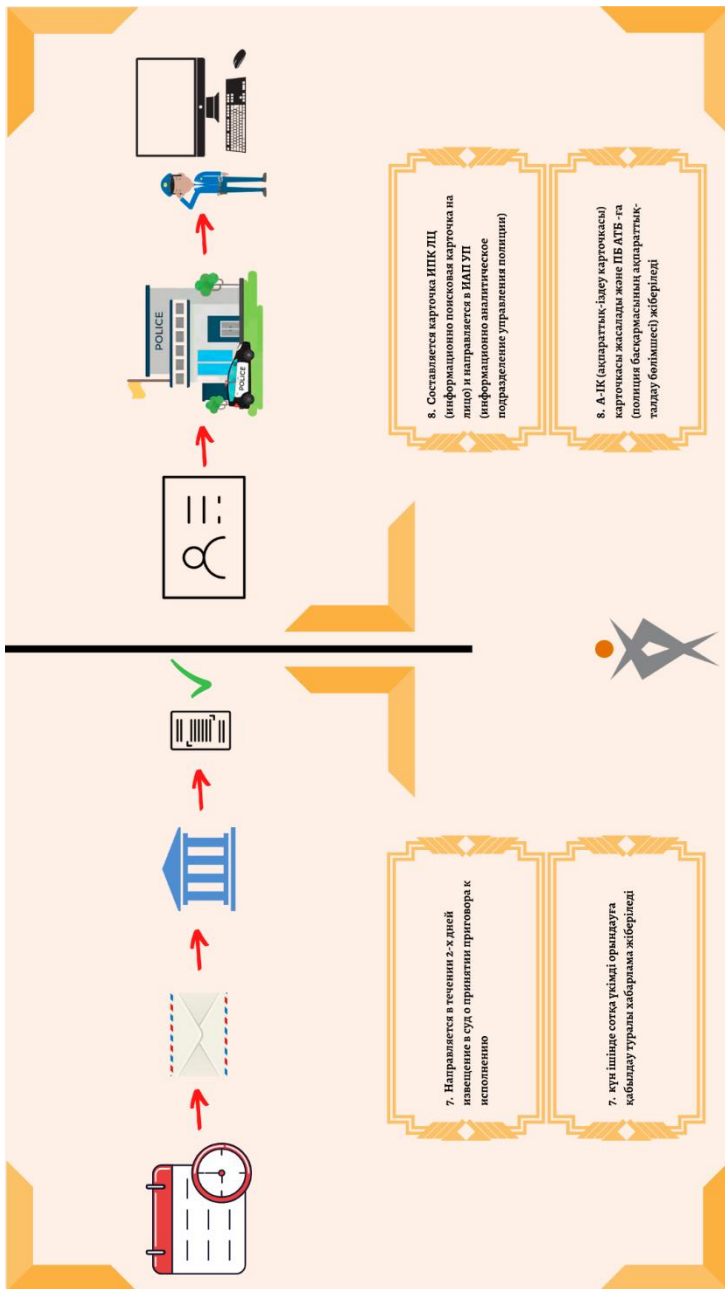 7. Направляется в течении 2-х дней
извещение в суд о принятии приговора к
исполнению
7. күн ішінде сотқа үкімді орындауға
қабылдау туралы хабарлама жіберіледі
POLICE
POLICE
8. Составляется карточка ИПК ЛЦ
(информационно поисковая карточка на
лицо) и направляется в ИАП УП
(информационно аналитическое
подразделение управления полиции)
8. А-ІК (ақпараттық-іздеу карточкасы)
карточкасы жасалады және ПБ АТБ -ға
(полиция басқармасының ақпараттық-
талдау бөлімшесі) жіберіледі